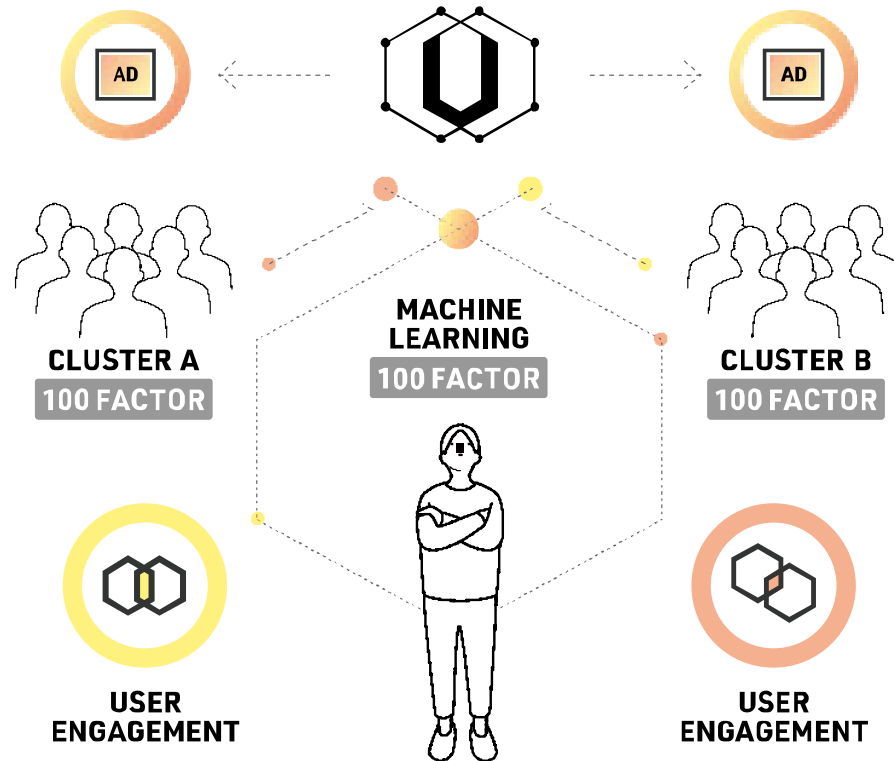 AD
AD
MACHINE
LEARNING
100 FACTOR
CLUSTER A
100 FACTOR
CLUSTER B
100 FACTOR
USER
ENGAGEMENT
USER
ENGAGEMENT